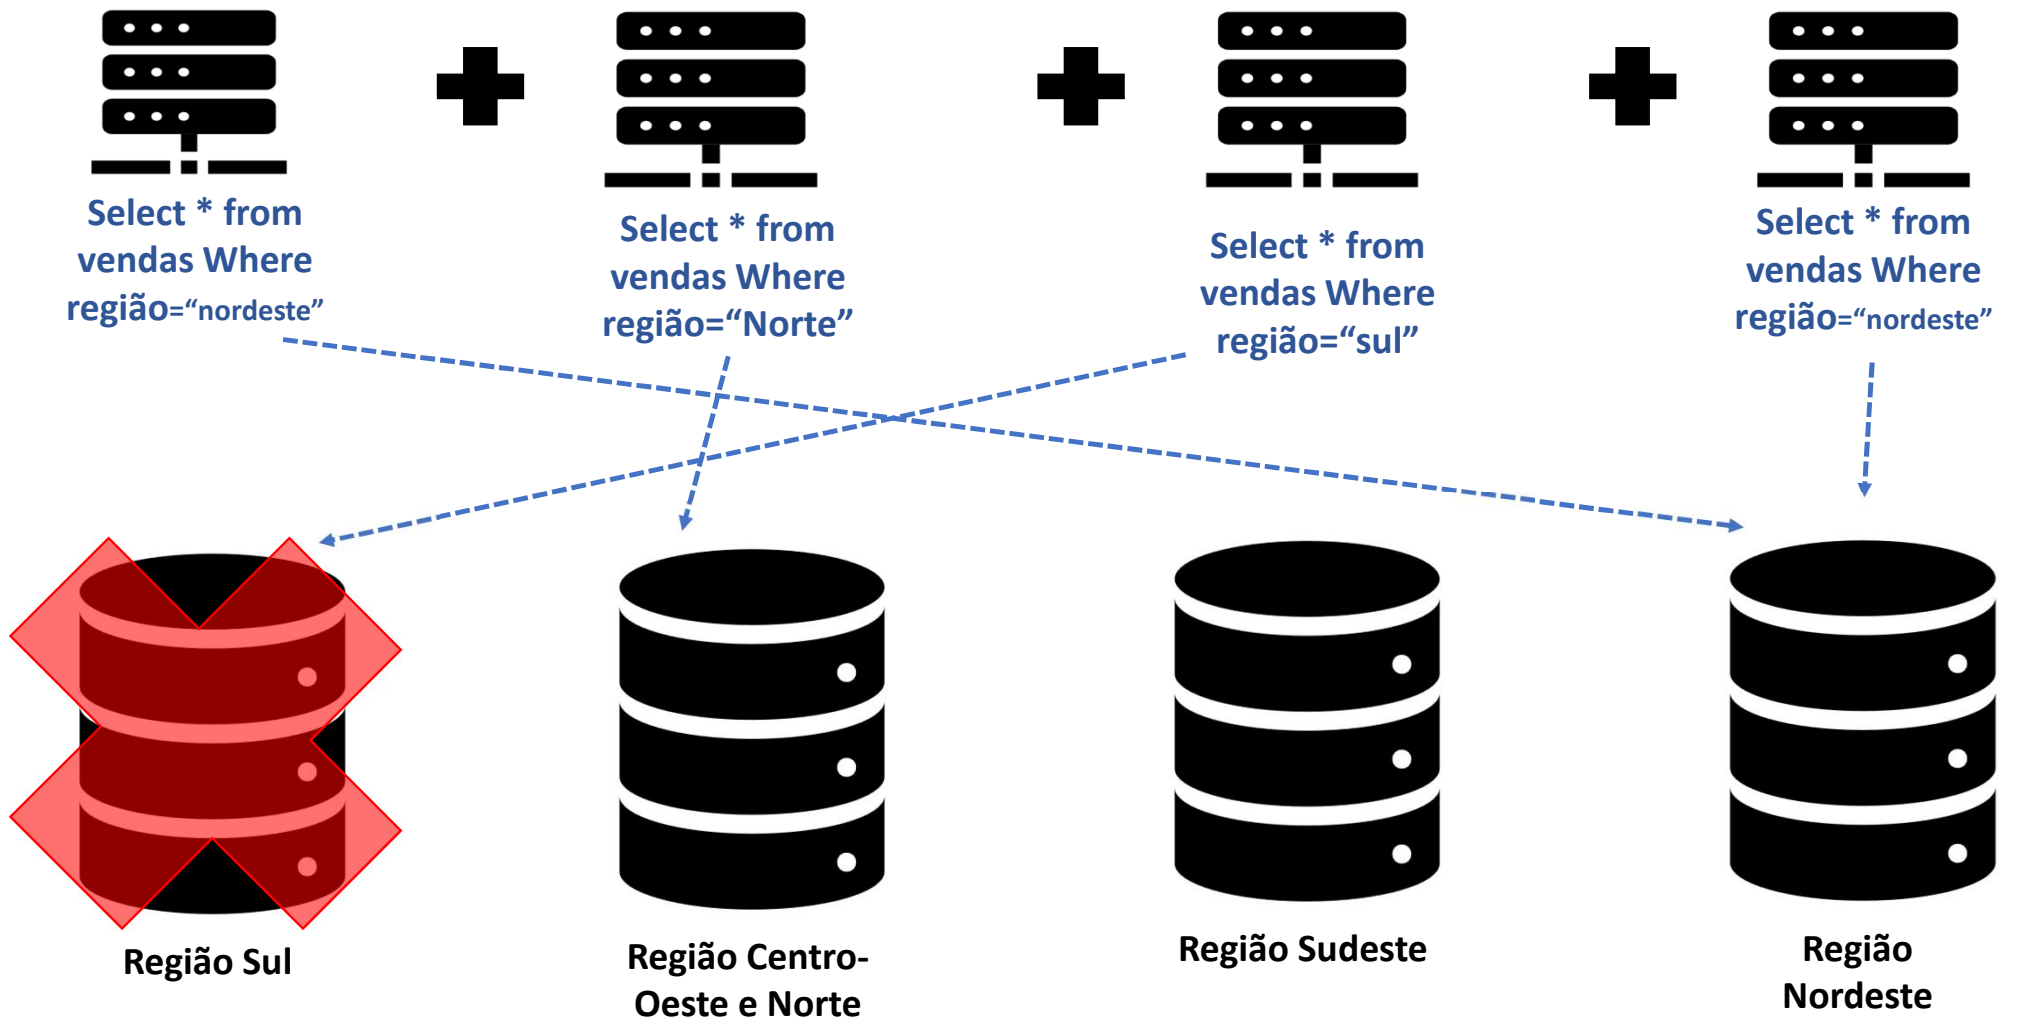 Select * from
vendas Where
região=“nordeste”
Select * from
vendas Where
região=“Norte”
Select * from
vendas Where
região=“sul”
Select * from
vendas Where
região=“nordeste”
Região Sul
Região Centro-
Oeste e Norte
Região Sudeste
Região
Nordeste